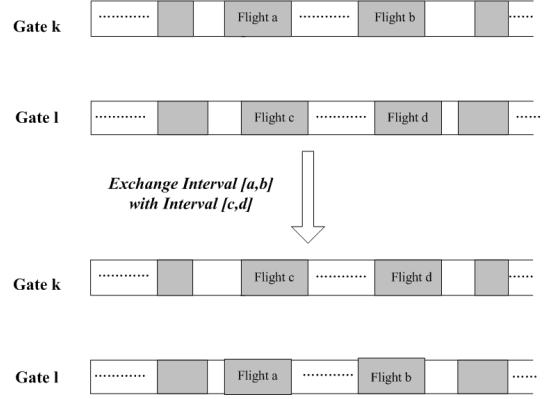 Gate k ............ Flight a ............ Flight b ......
Gate l ............ Flight c ............ Flight d ......
Exchange Interval [a,b]
with Interval [c,d]
Gate k ............ Flight c ............ Flight d ......
Gate l ............ Flight a ............ Flight b ......